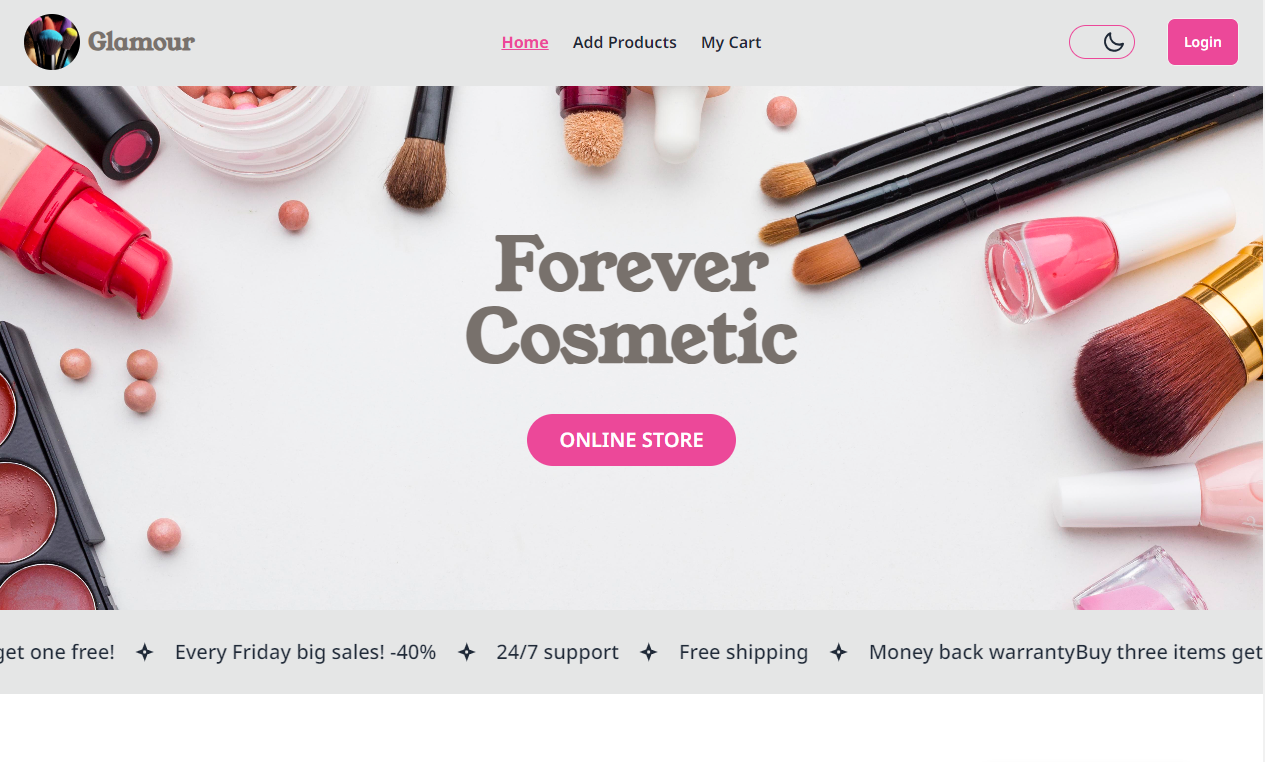 Glamour
Home Add Products My Cart
Login
Forever
Cosmetic
ONLINE STORE
get one free! Every Friday big sales! -40% 24/7 support Free shipping Money back warrantyBuy three items get